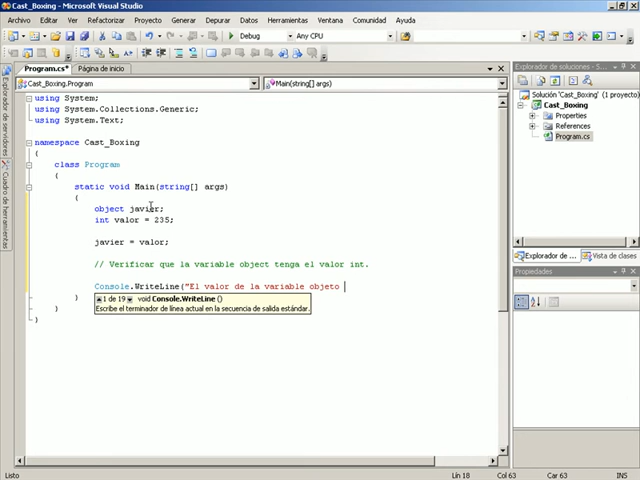 Cast_Boxing - Microsoft Visual Studio
Archivo Editar Ver Refactorizar Proyecto Generar Depurar Datos Herramientas Ventana Comunidad Ayuda
Debug Any CPU
Program.cs* Página de inicio
Cast_Boxing.Program Main(string[] args)
using System;
using System.Collections.Generic;
using System.Text;
namespace Cast_Boxing
{
class Program
{
static void Main(string[] args)
{
object javier;
int valor = 235;
javier = valor;
// Verificar que la variable object tenga el valor int.
Console.WriteLine("El valor de la variable objeto
}
1 de 19 void Console.WriteLine ()
}
Escribe el terminador de línea actual en la secuencia de salida estándar.
}
Explorador de servidores
Cuadro de herramientas
Explorador de soluciones
Solución 'Cast_Boxing' (1 proyecto)
Cast_Boxing
Properties
References
Program.cs
Explorador de... Vista de clases
Propiedades
Listo Lín 18 Col 63 Car 63 INS